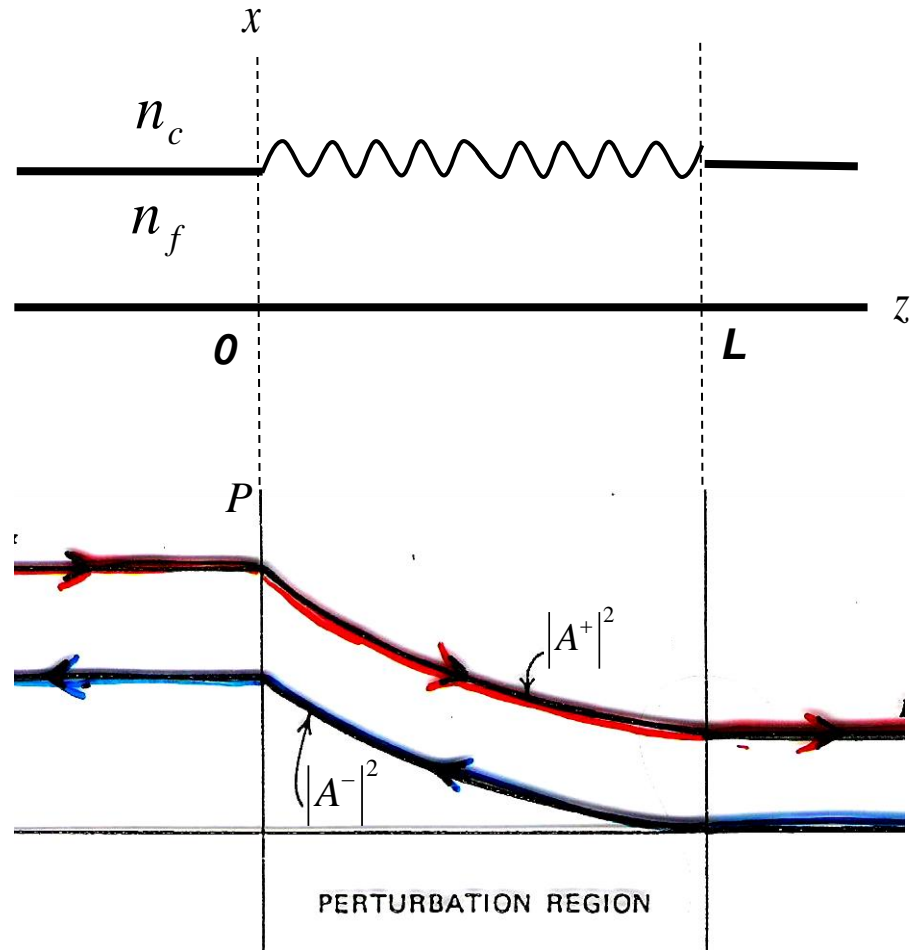 x
n_c
n_f
z
0
L
P
|A⁺|²
|A⁻|²
PERTURBATION REGION